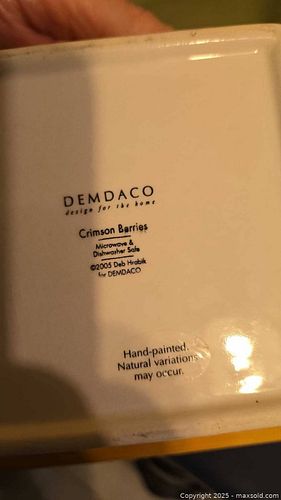 DEMDACO
design for the home
Crimson Berries
Microwave &
Dishwasher Safe
©2005 Deb Hrabik
for DEMDACO
Hand-painted.
Natural variations
may occur.
Copyright 2025 - maxsold.com